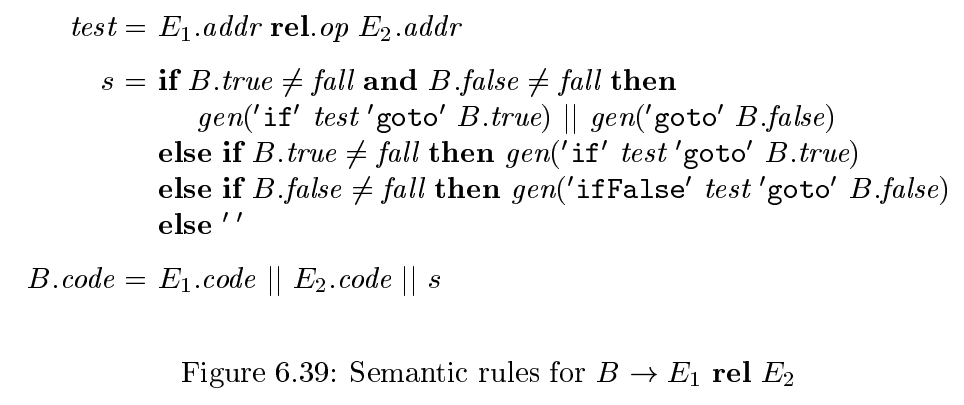 test = E₁.addr rel.op E₂.addr
s = if B.true ≠ fall and B.false ≠ fall then
gen('if' test 'goto' B.true) || gen('goto' B.false)
else if B.true ≠ fall then gen('if' test 'goto' B.true)
else if B.false ≠ fall then gen('ifFalse' test 'goto' B.false)
else ' '
B.code = E₁.code || E₂.code || s
Figure 6.39: Semantic rules for B → E₁ rel E₂